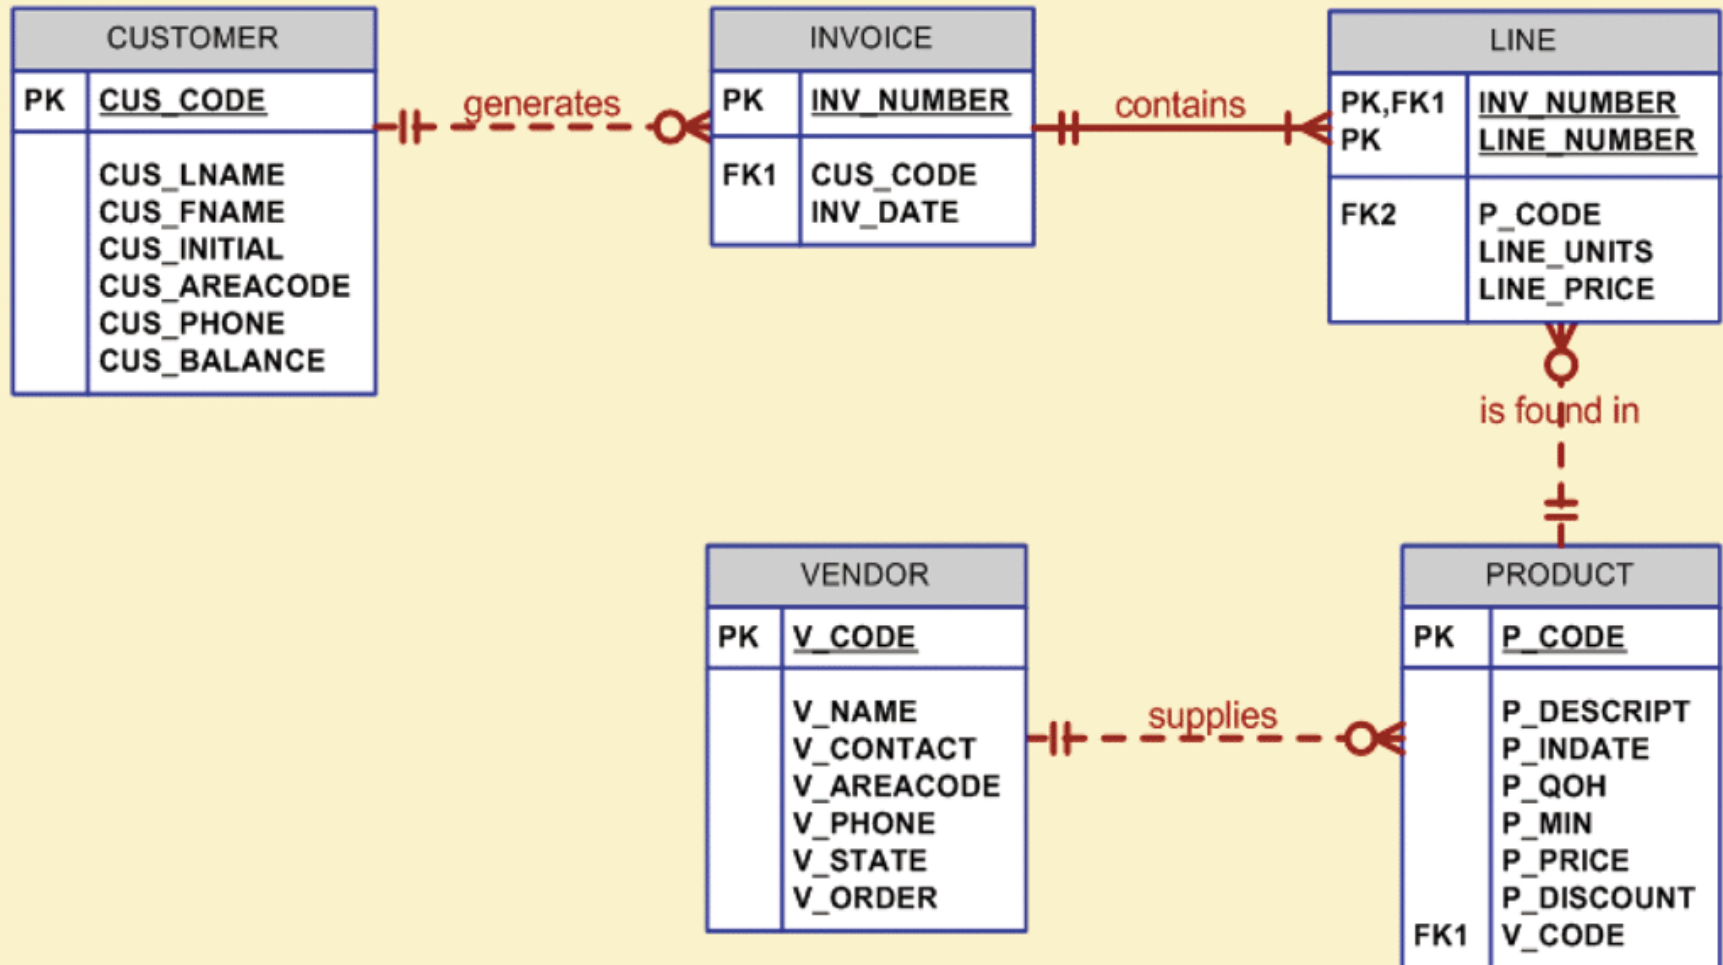 CUSTOMER
PK CUS_CODE
CUS_LNAME
CUS_FNAME
CUS_INITIAL
CUS_AREACODE
CUS_PHONE
CUS_BALANCE
generates
INVOICE
PK INV_NUMBER
FK1 CUS_CODE
INV_DATE
contains
LINE
PK,FK1 INV_NUMBER
PK LINE_NUMBER
FK2 P_CODE
LINE_UNITS
LINE_PRICE
is found in
VENDOR
PK V_CODE
V_NAME
V_CONTACT
V_AREACODE
V_PHONE
V_STATE
V_ORDER
supplies
PRODUCT
PK P_CODE
P_DESCRIPT
P_INDATE
P_QOH
P_MIN
P_PRICE
P_DISCOUNT
FK1 V_CODE